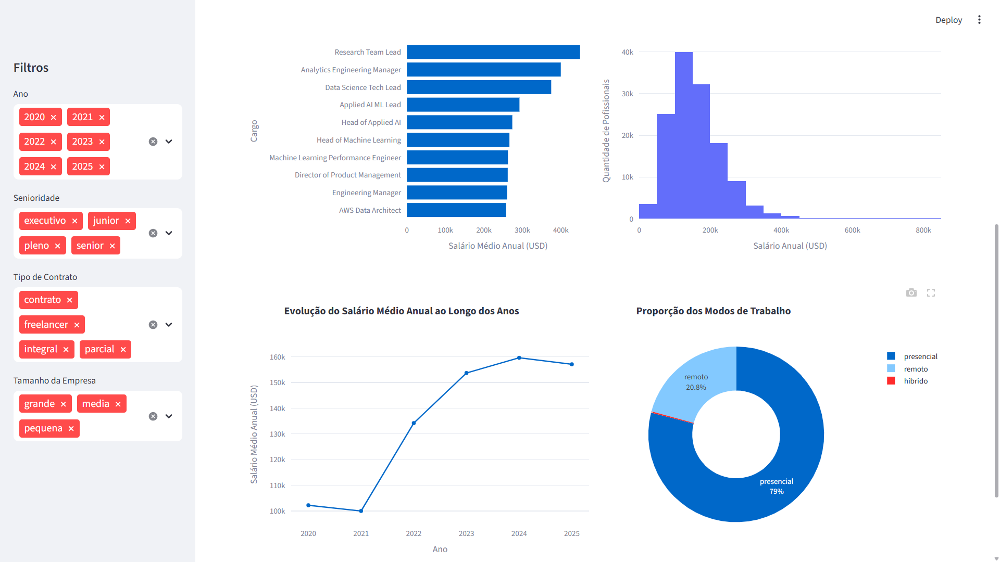 Deploy
Filtros
Ano
2020 2021
2022 2023
2024 2025
Senioridade
executivo junior
pleno senior
Tipo de Contrato
contrato
freelancer
integral parcial
Tamanho da Empresa
grande media
pequena
Cargo
Research Team Lead
Analytics Engineering Manager
Data Science Tech Lead
Applied AI ML Lead
Head of Applied AI
Head of Machine Learning
Machine Learning Performance Engineer
Director of Product Management
Engineering Manager
AWS Data Architect
0 100k 200k 300k 400k
Salário Médio Anual (USD)
Quantidade de Pofissionais
40k
30k
20k
10k
0
0 200k 400k 600k 800k
Salário Anual (USD)
Evolução do Salário Médio Anual ao Longo dos Anos
Salário Médio Anual (USD)
160k
150k
140k
130k
120k
110k
100k
2020 2021 2022 2023 2024 2025
Ano
Proporção dos Modos de Trabalho
remoto
20.8%
presencial
79%
presencial
remoto
hibrido